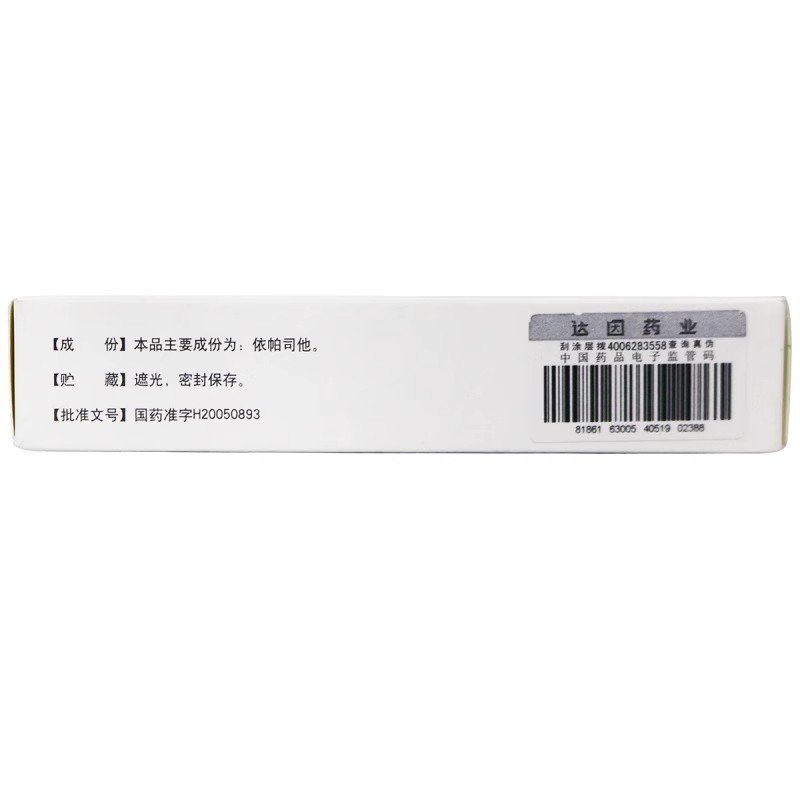 【成　份】本品主要成份为：依帕司他。
【贮　藏】遮光，密封保存。
【批准文号】国药准字H20050893
达因药业
刮涂层拨4006283558查询真伪
中国药品电子监管码
81861 63005 40519 02388